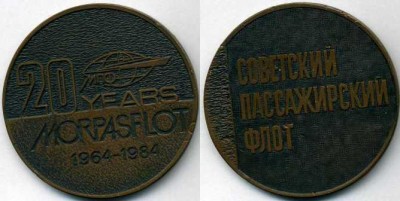 20
YEARS
MORPASFLOT
1964-1984
СОВЕТСКИЙ
ПАССАЖИРСКИЙ
ФЛОТ